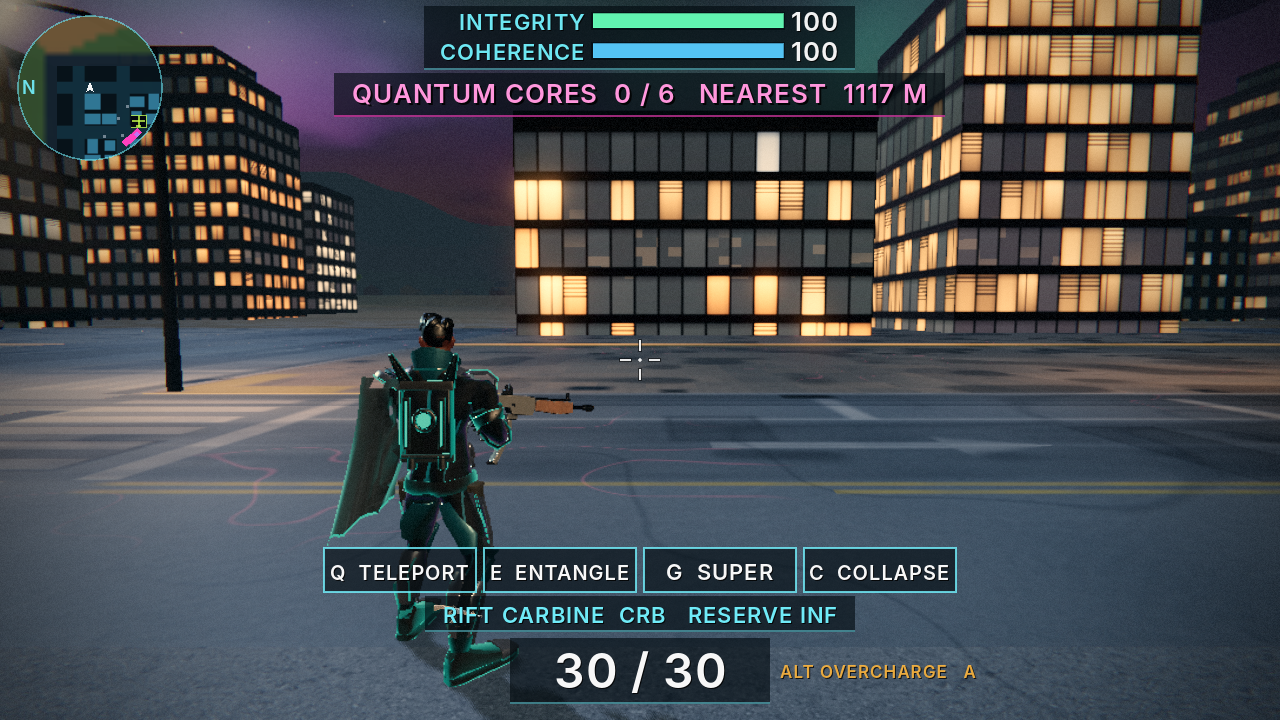 INTEGRITY 100
COHERENCE 100
QUANTUM CORES 0 / 6 NEAREST 1117 M
N
Q TELEPORT
E ENTANGLE
G SUPER
C COLLAPSE
RIFT CARBINE CRB RESERVE INF
30 / 30
ALT OVERCHARGE A